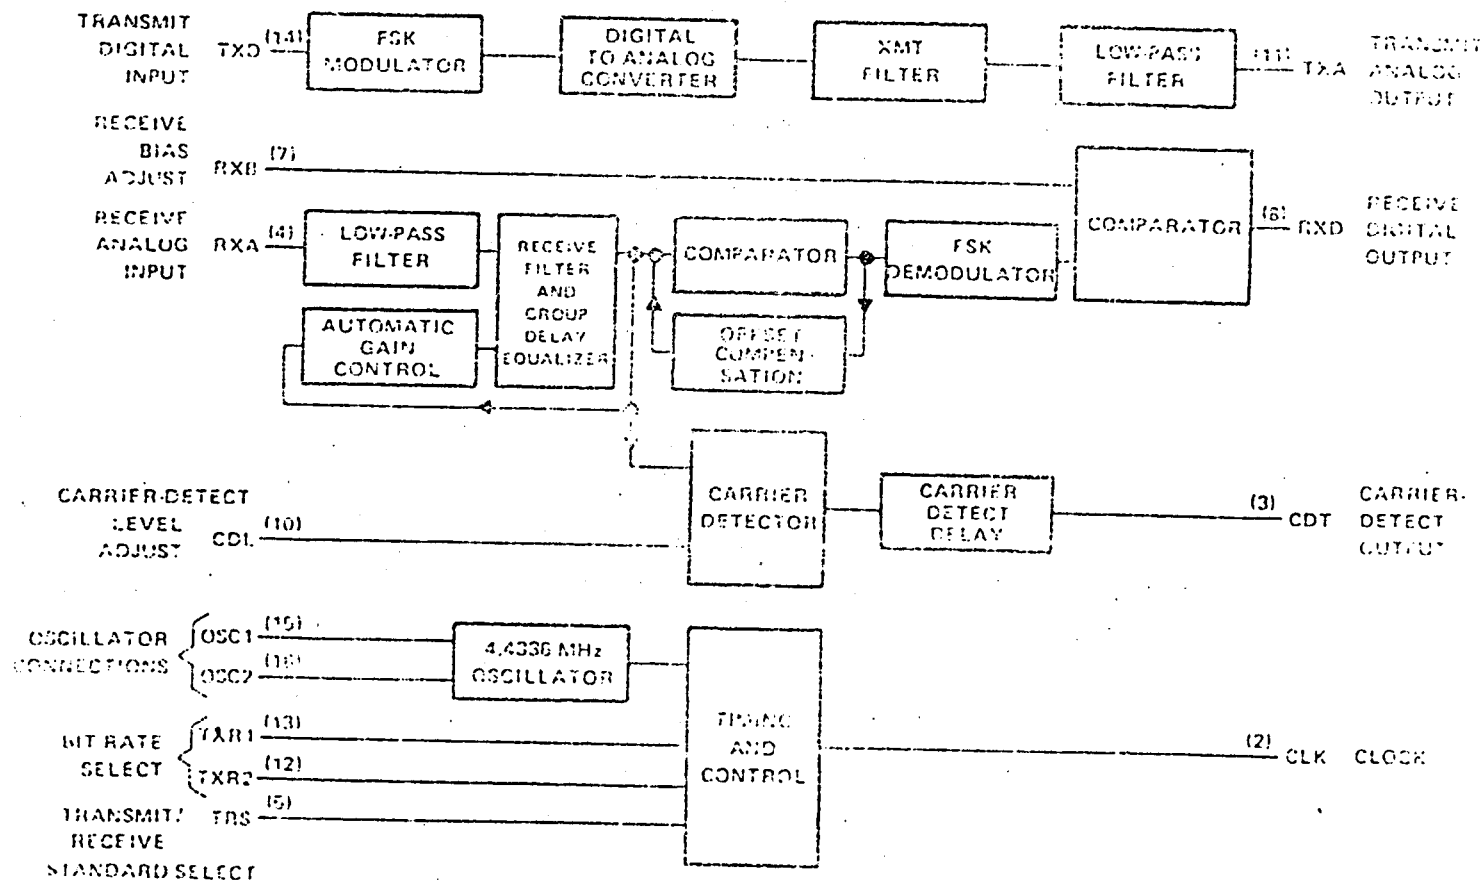 TRANSMIT
DIGITAL
INPUT
TXD
(14)
FSK
MODULATOR
DIGITAL
TO ANALOG
CONVERTER
XMT
FILTER
LOW-PASS
FILTER
(11)
TXA
TRANSMIT
ANALOG
OUTPUT
RECEIVE
BIAS
ADJUST
RXB
(7)
RECEIVE
ANALOG
INPUT
RXA
(4)
LOW-PASS
FILTER
RECEIVE
FILTER
AND
GROUP
DELAY
EQUALIZER
COMPARATOR
FSK
DEMODULATOR
COMPARATOR
(8)
RXD
RECEIVE
DIGITAL
OUTPUT
AUTOMATIC
GAIN
CONTROL
OFFSET
COMPEN-
SATION
CARRIER-DETECT
LEVEL
ADJUST
CDL
(10)
CARRIER
DETECTOR
CARRIER
DETECT
DELAY
(3)
CDT
CARRIER-
DETECT
OUTPUT
OSCILLATOR
CONNECTIONS
OSC1
(15)
OSC2
(16)
4.4336 MHz
OSCILLATOR
BIT RATE
SELECT
TXR1
(13)
TXR2
(12)
TRANSMIT/
RECEIVE
STANDARD SELECT
TRS
(5)
TIMING
AND
CONTROL
(2)
CLK
CLOCK